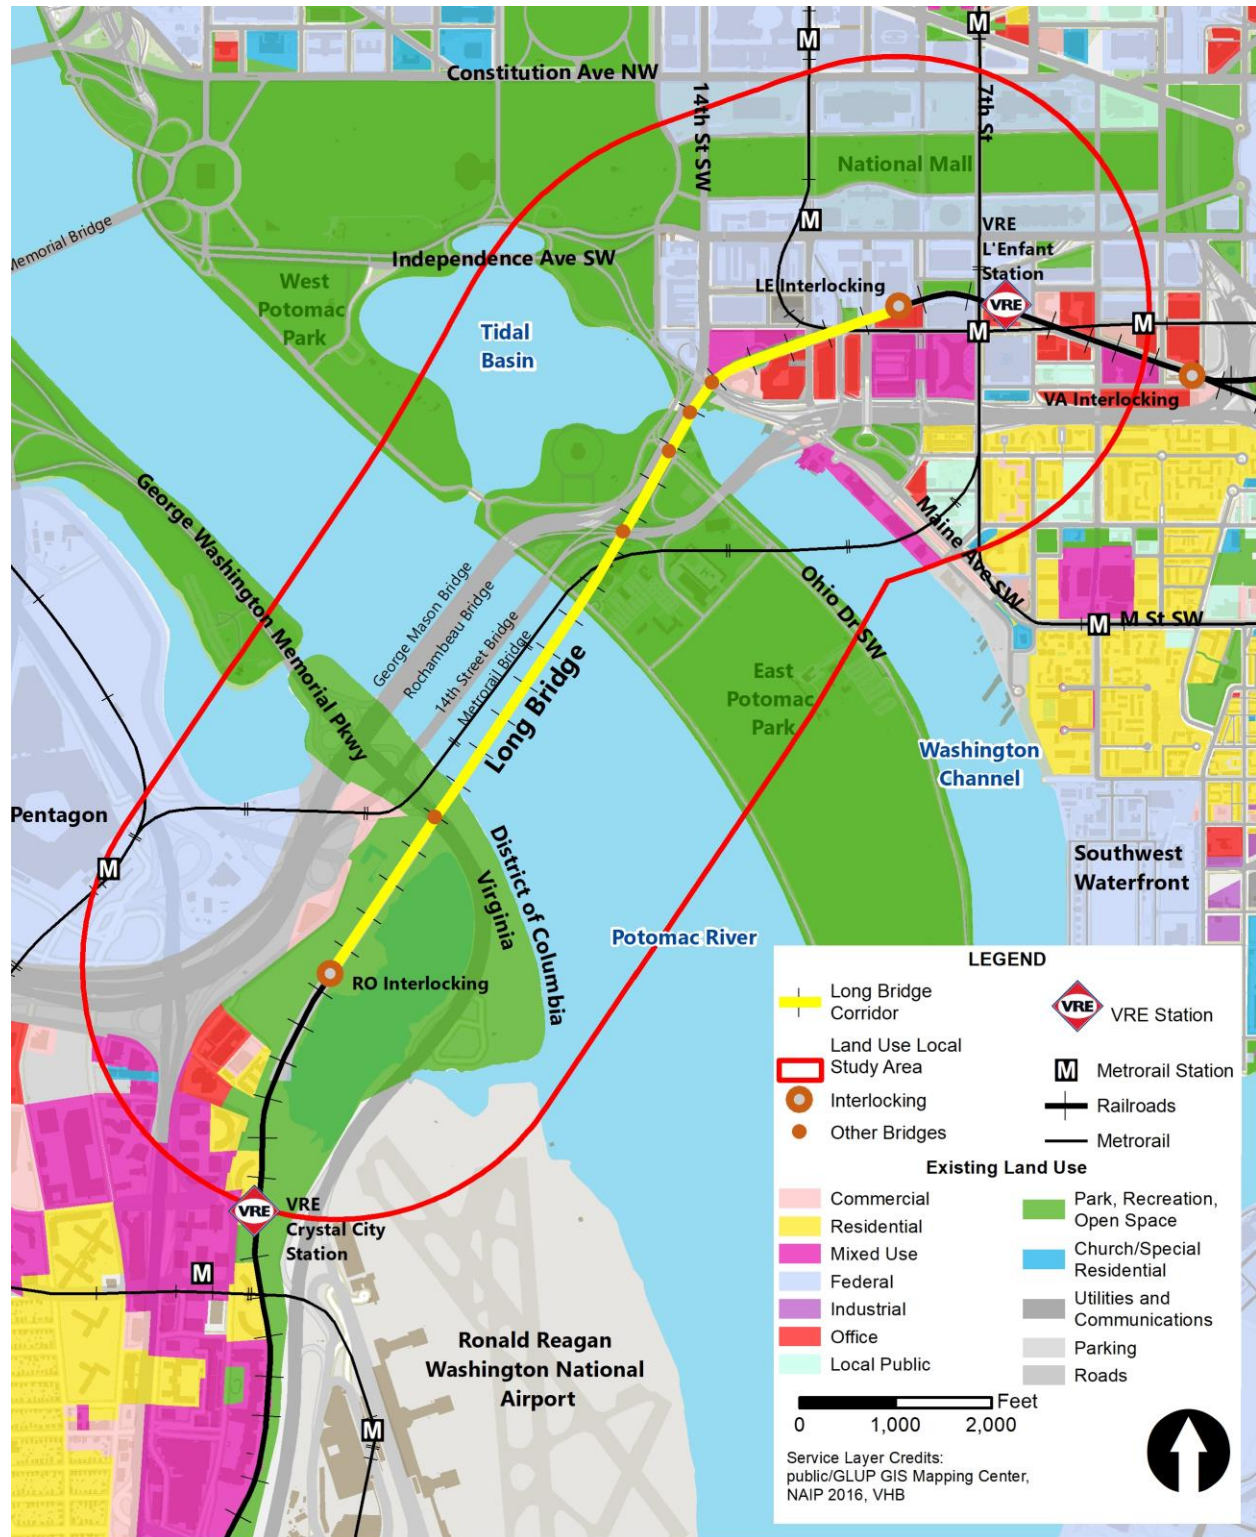 M
M
Constitution Ave NW
14th St SW
7th St
National Mall
Memorial Bridge
M
VRE
L'Enfant
Station
Independence Ave SW
LE Interlocking
West
Potomac
Park
VRE
Tidal
Basin
M
M
VA Interlocking
George Washington Memorial Pkwy
Maine Ave SW
George Mason Bridge
Rochambeau Bridge
14th Street Bridge
Metrorail Bridge
Long Bridge
Ohio Dr SW
M
M St SW
East
Potomac
Park
Washington
Channel
Pentagon
M
District of Columbia
Virginia
Southwest
Waterfront
Potomac River
RO Interlocking
VRE
VRE
Crystal City
Station
M
M
Ronald Reagan
Washington National
Airport
LEGEND
Long Bridge
Corridor
Land Use Local
Study Area
Interlocking
Other Bridges
VRE
VRE Station
M
Metrorail Station
Railroads
Metrorail
Existing Land Use
Commercial
Residential
Mixed Use
Federal
Industrial
Office
Local Public
Park, Recreation,
Open Space
Church/Special
Residential
Utilities and
Communications
Parking
Roads
Feet
0 1,000 2,000
Service Layer Credits:
public/GLUP GIS Mapping Center,
NAIP 2016, VHB